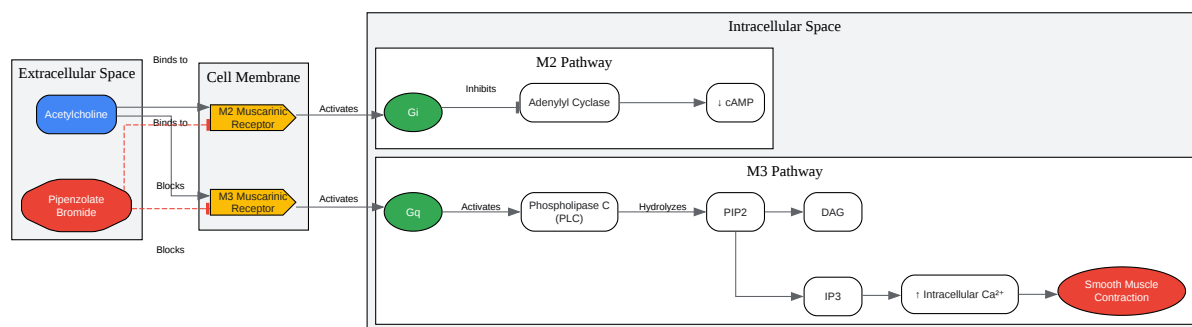 Intracellular Space
Extracellular Space
Cell Membrane
Acetylcholine
Pipenzolate
Bromide
Binds to
Binds to
Blocks
Blocks
M2 Muscarinic
Receptor
M3 Muscarinic
Receptor
Activates
Activates
M2 Pathway
Gi
Inhibits
Adenylyl Cyclase
↓ cAMP
M3 Pathway
Gq
Activates
Phospholipase C
(PLC)
Hydrolyzes
PIP2
DAG
IP3
↑ Intracellular Ca²⁺
Smooth Muscle
Contraction